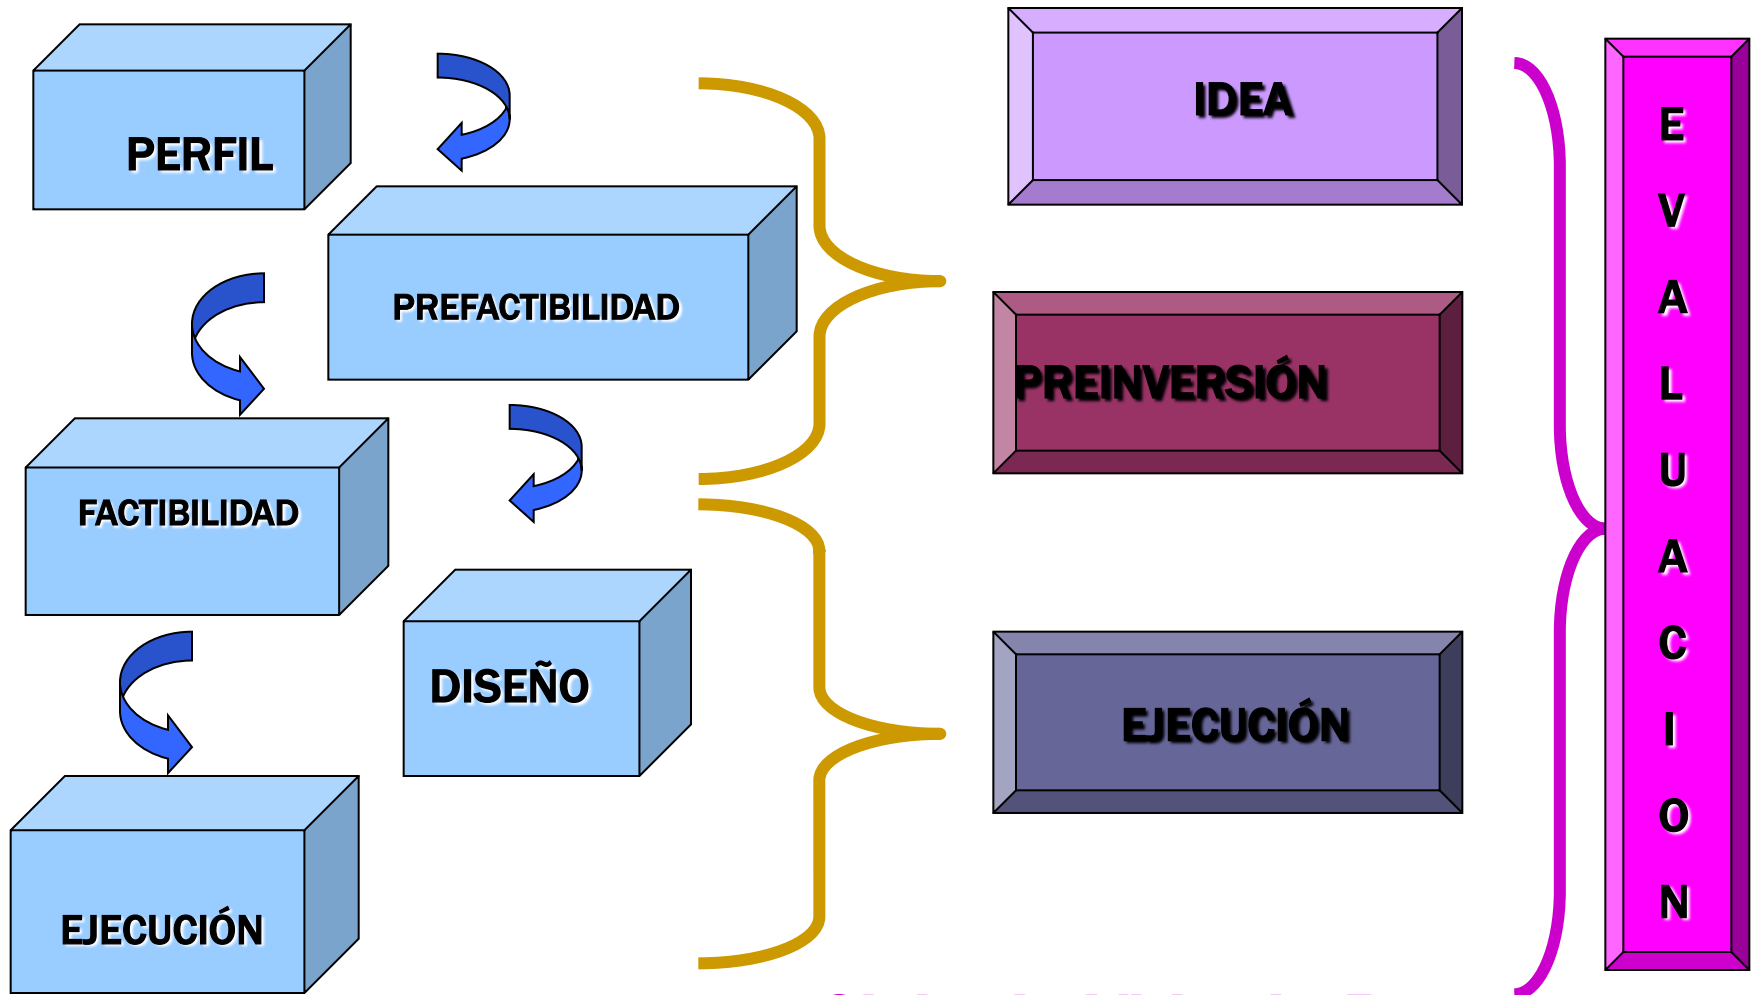 PERFIL
PREFACTIBILIDAD
FACTIBILIDAD
DISEÑO
EJECUCIÓN
IDEA
PREINVERSIÓN
EJECUCIÓN
E
V
A
L
U
A
C
I
O
N